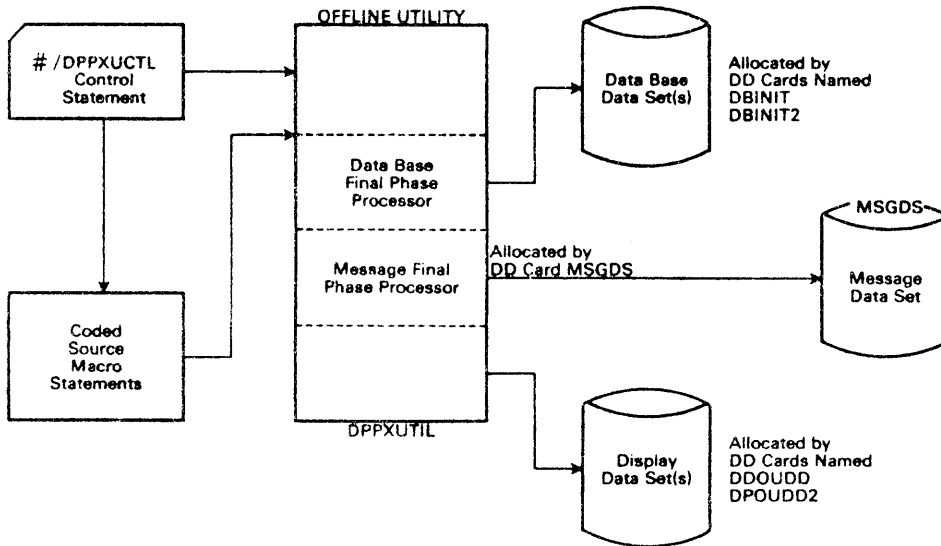 OFFLINE UTILITY
# /DPPXUCTL
Control
Statement
Data Base
Data Set(s)
Allocated by
DD Cards Named
DBINIT
DBINIT2
Data Base
Final Phase
Processor
MSGDS
Allocated by
DD Card MSGDS
Message Final
Phase Processor
Message
Data Set
Coded
Source
Macro
Statements
DPPXUTIL
Display
Data Set(s)
Allocated by
DD Cards Named
DDOUDD
DPOUDD2